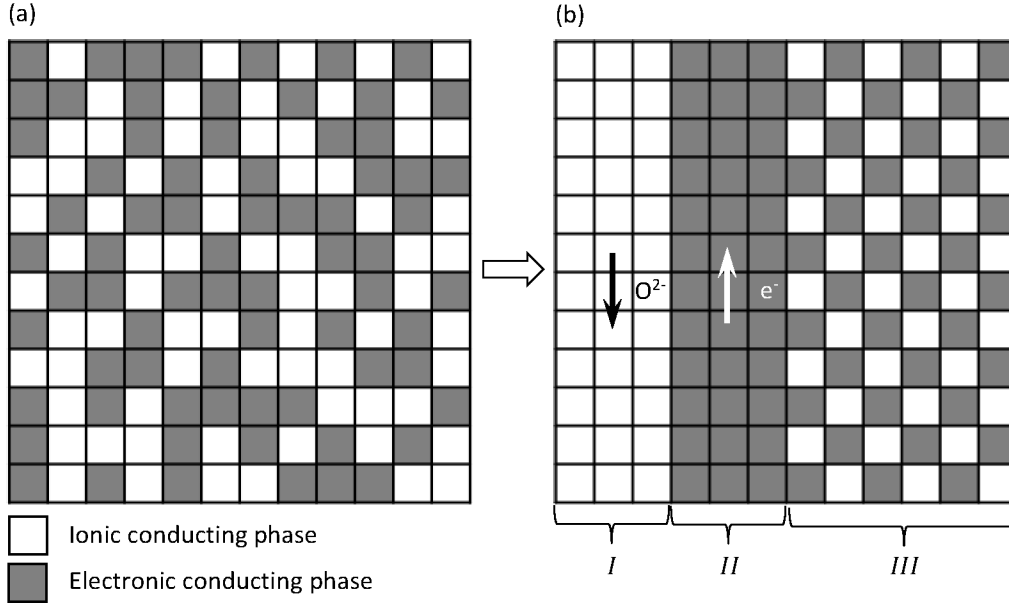 (a)
(b)
O²⁻
e⁻
I
II
III
Ionic conducting phase
Electronic conducting phase